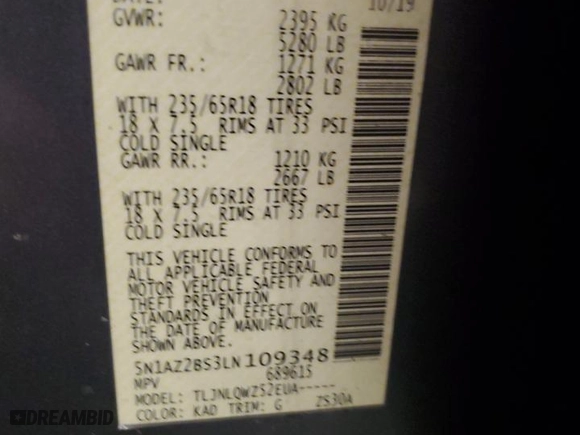 10/19
GVWR: 2395 KG
5280 LB
GAWR FR.: 1271 KG
2802 LB
WITH 235/65R18 TIRES
18 X 7.5 RIMS AT 33 PSI
COLD SINGLE
GAWR RR.: 1210 KG
2667 LB
WITH 235/65R18 TIRES
18 X 7.5 RIMS AT 33 PSI
COLD SINGLE
THIS VEHICLE CONFORMS TO
ALL APPLICABLE FEDERAL
MOTOR VEHICLE SAFETY AND
THEFT PREVENTION
STANDARDS IN EFFECT ON
THE DATE OF MANUFACTURE
SHOWN ABOVE.
5N1AZ2BS3LN109348
MPV 689615
MODEL: TLJNLQWZS2EUA-----
COLOR: KAD TRIM: G ZS30A
DREAMBID